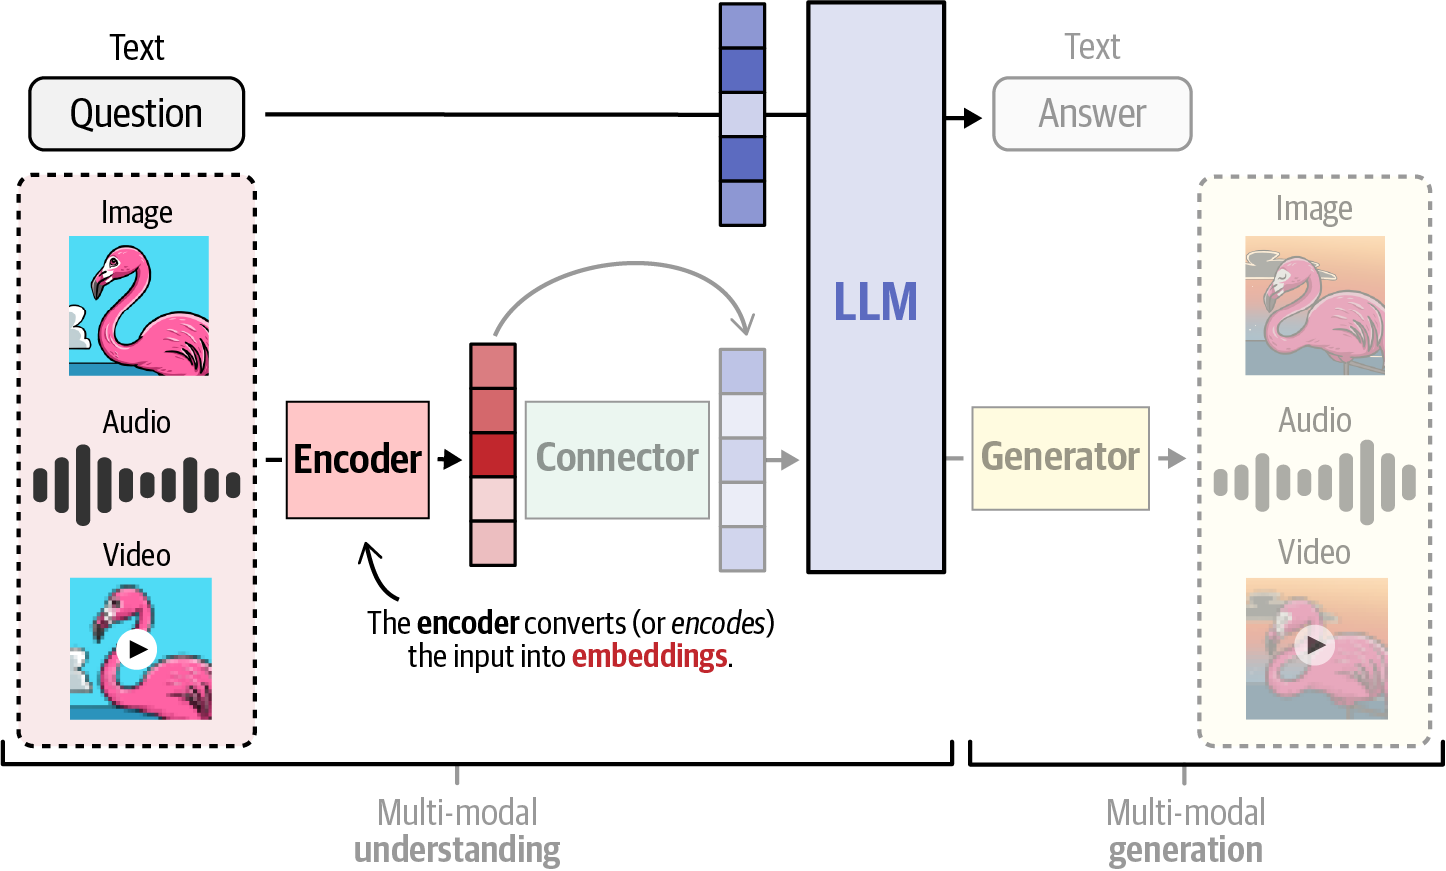 Text
Question
Image
Audio
Video
Encoder
Connector
The encoder converts (or encodes)
the input into embeddings.
LLM
Text
Answer
Generator
Image
Audio
Video
Multi-modal
understanding
Multi-modal
generation